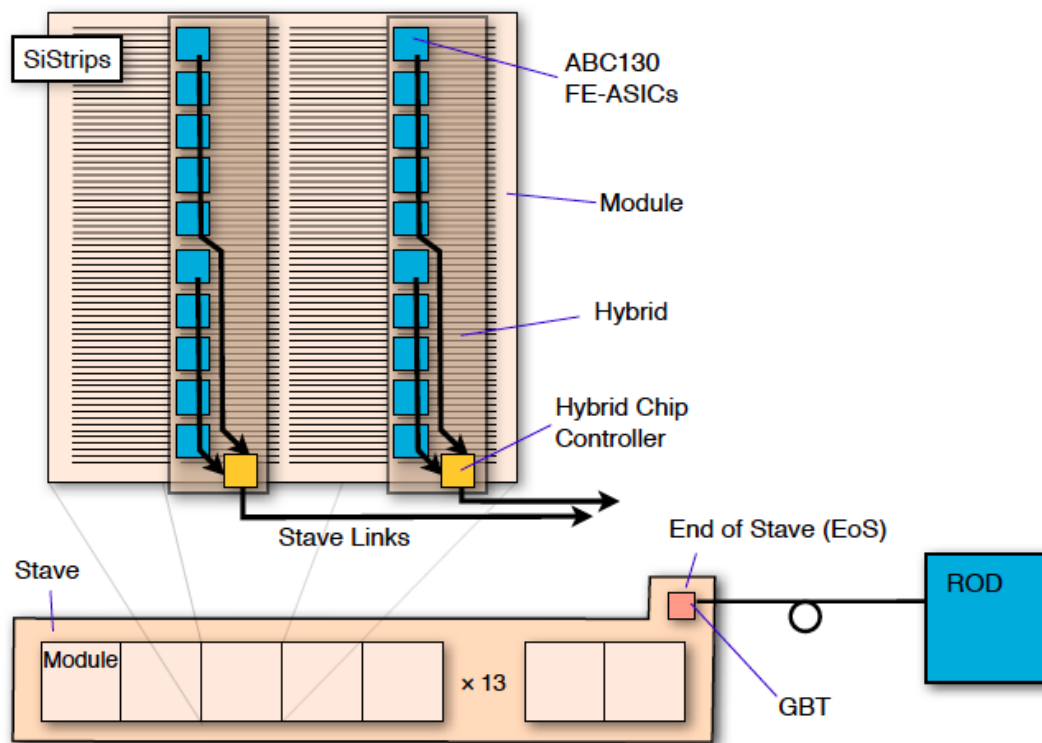 SiStrips
ABC130
FE-ASICs
Module
Hybrid
Hybrid Chip
Controller
Stave Links
End of Stave (EoS)
Stave
ROD
Module
× 13
GBT